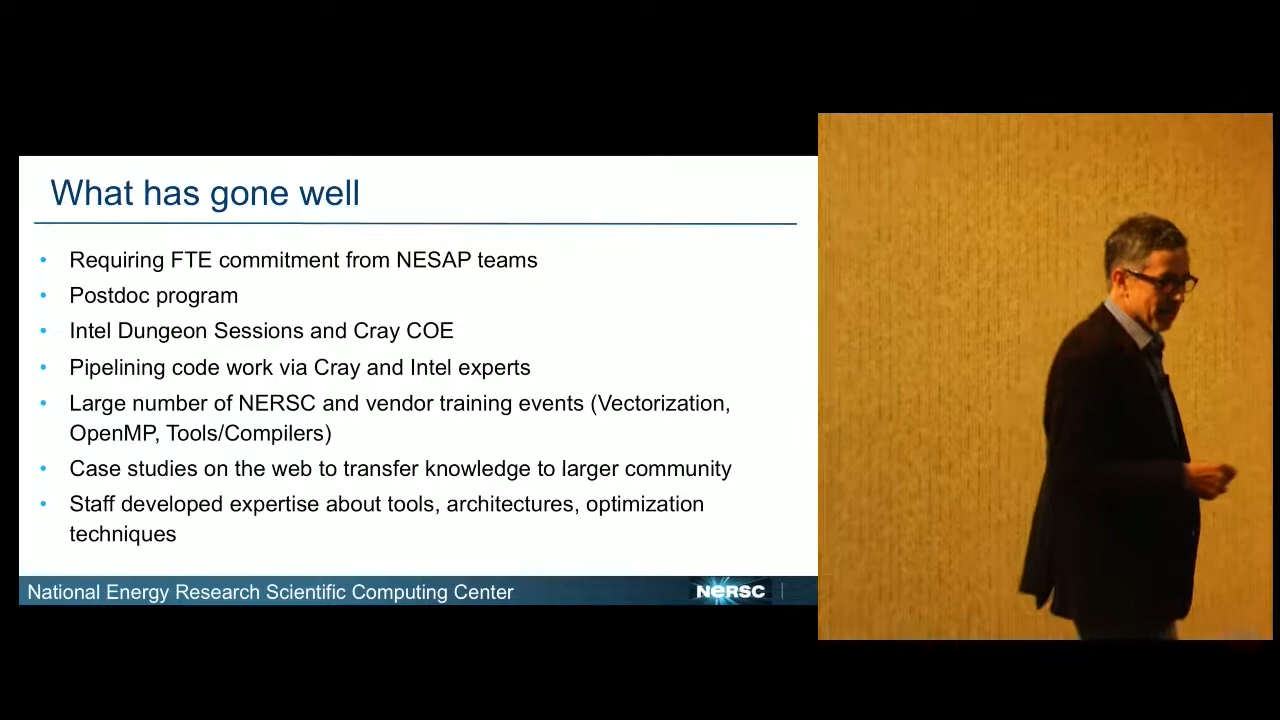 What has gone well
• Requiring FTE commitment from NESAP teams
• Postdoc program
• Intel Dungeon Sessions and Cray COE
• Pipelining code work via Cray and Intel experts
• Large number of NERSC and vendor training events (Vectorization,
OpenMP, Tools/Compilers)
• Case studies on the web to transfer knowledge to larger community
• Staff developed expertise about tools, architectures, optimization
techniques
National Energy Research Scientific Computing Center
NERSC